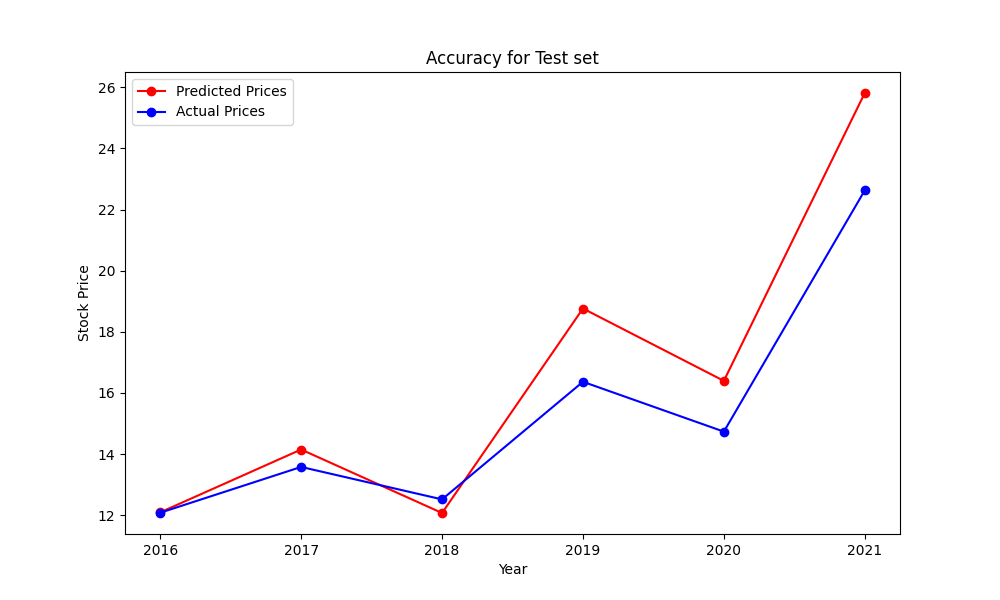 Accuracy for Test set
Predicted Prices
Actual Prices
Stock Price
26
24
22
20
18
16
14
12
2016 2017 2018 2019 2020 2021
Year